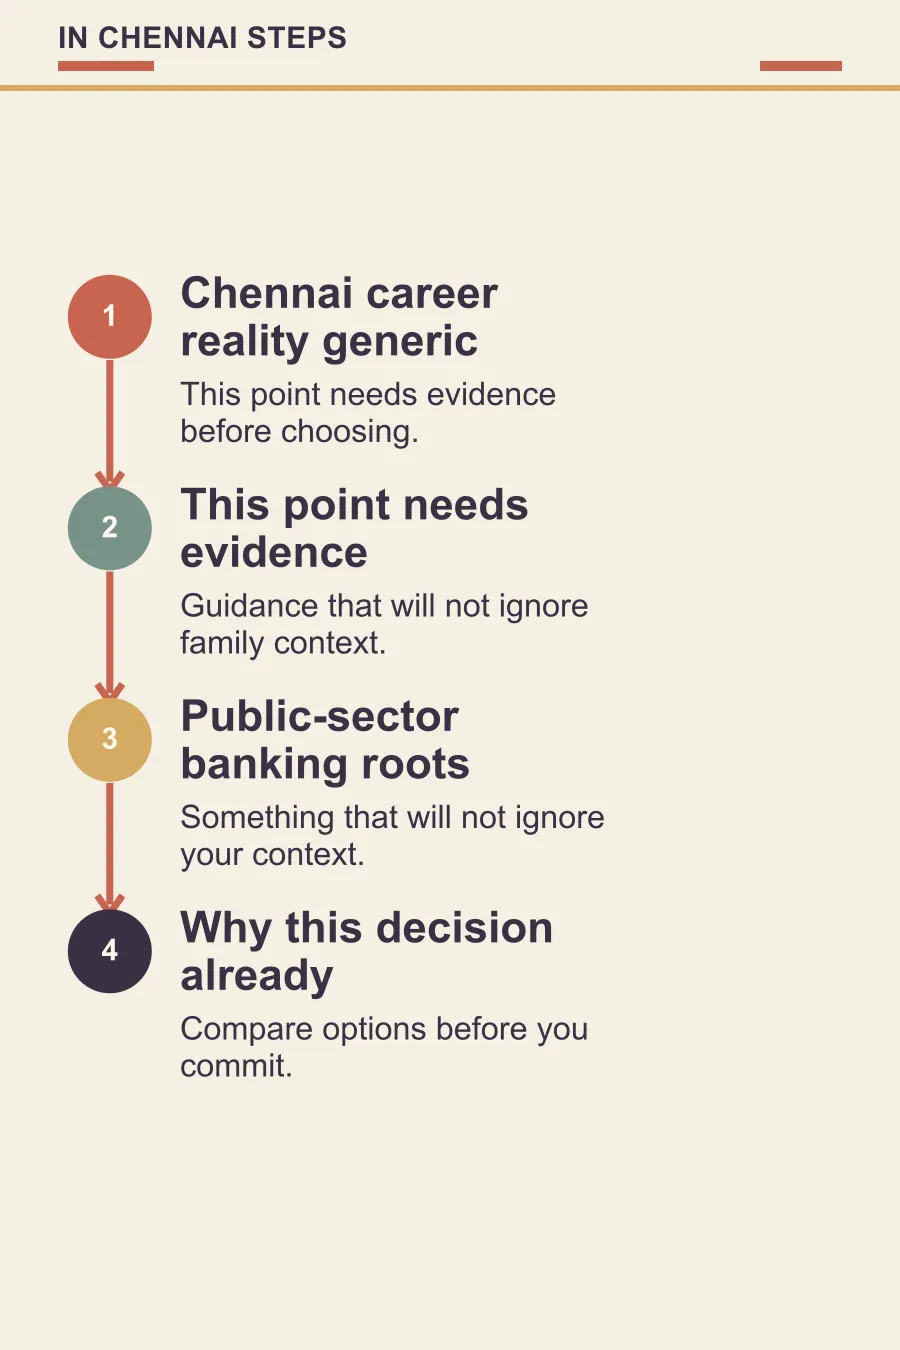 IN CHENNAI STEPS
1
Chennai career
reality generic
This point needs evidence
before choosing.
2
This point needs
evidence
Guidance that will not ignore
family context.
3
Public-sector
banking roots
Something that will not ignore
your context.
4
Why this decision
already
Compare options before you
commit.